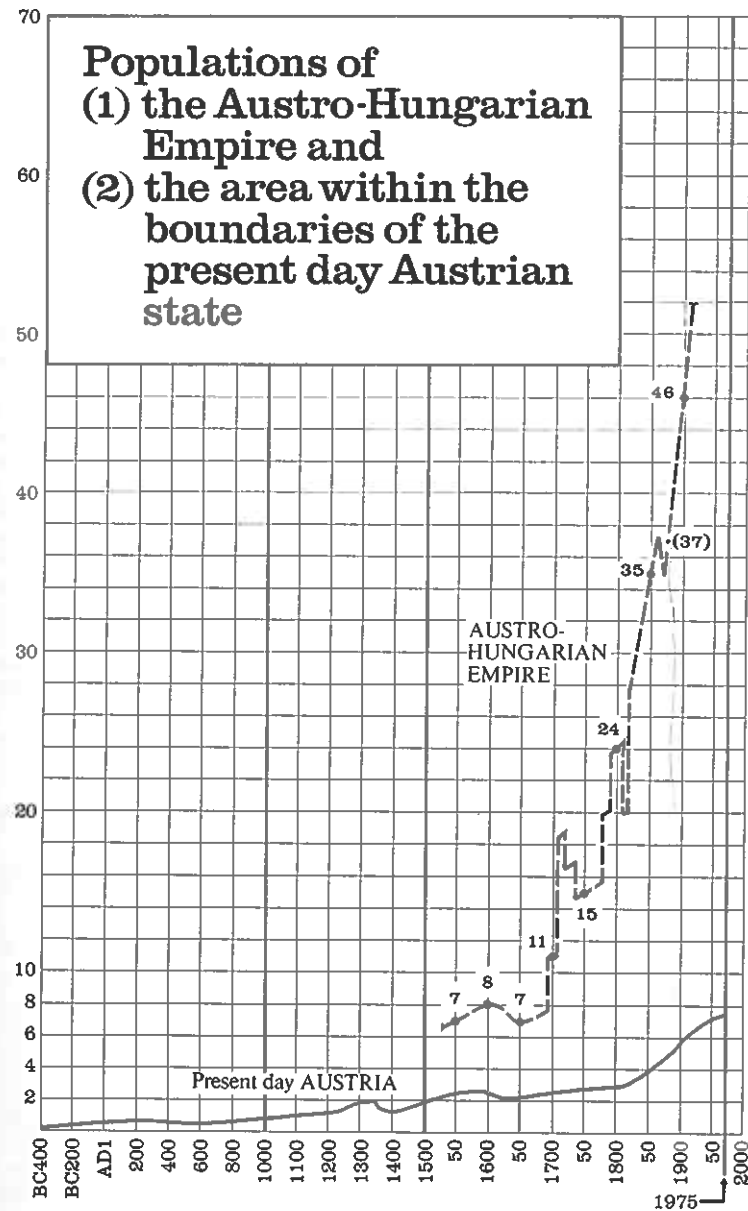 70
Populations of
(1) the Austro-Hungarian
Empire and
(2) the area within the
boundaries of the
present day Austrian
state
60
50
46
40
(37)
35
30
AUSTRO-
HUNGARIAN
EMPIRE
24
20
15
11
10
8
8
7
7
6
4
Present day AUSTRIA
2
BC400
BC200
AD1
200
400
600
800
1000
1100
1200
1300
1400
1500
50
1600
50
1700
50
1800
50
1900
50
2000
1975